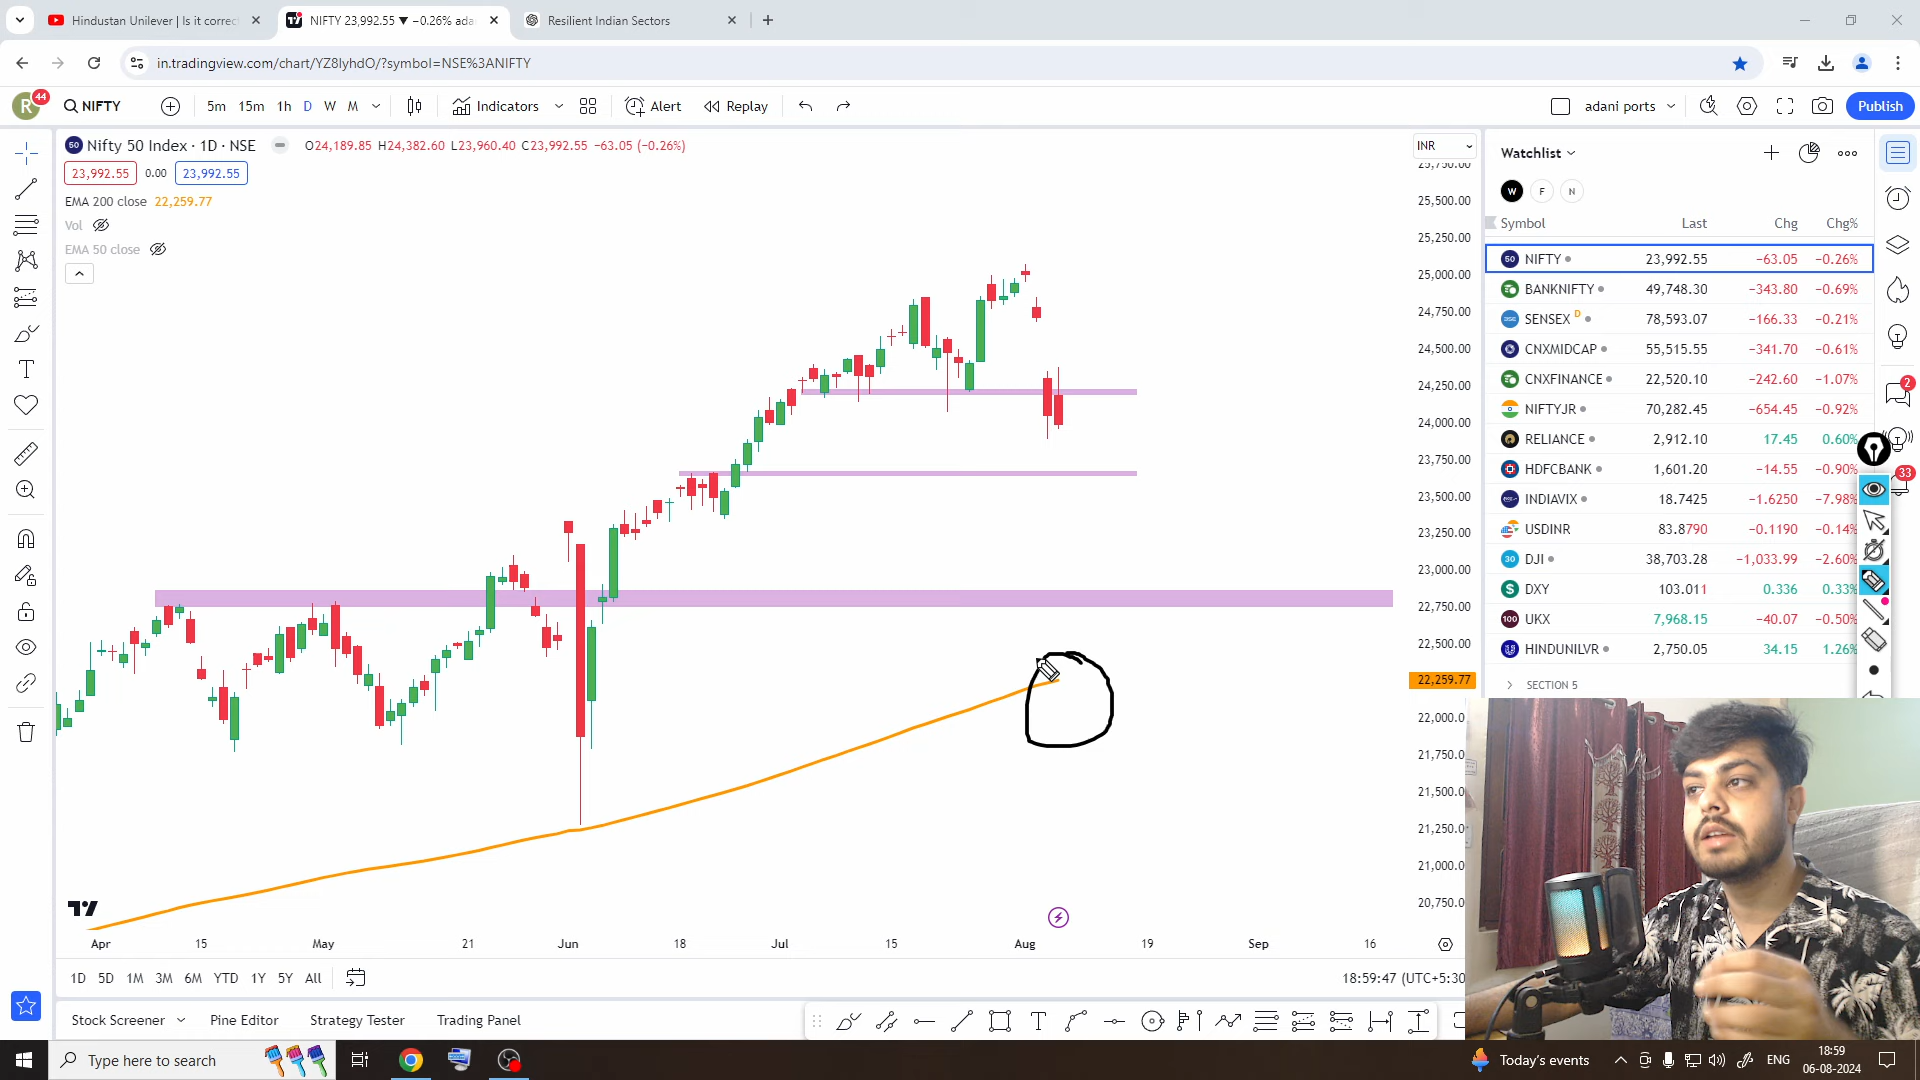 Hindustan Unilever | Is it correc
NIFTY 23,992.55 ▼ −0.26% ada
Resilient Indian Sectors
in.tradingview.com/chart/YZ8lyhdO/?symbol=NSE%3ANIFTY
R 44 NIFTY 5m 15m 1h D W M Indicators Alert Replay adani ports Publish
50 Nifty 50 Index · 1D · NSE O24,189.85 H24,382.60 L23,960.40 C23,992.55 −63.05 (−0.26%)
23,992.55 0.00 23,992.55
EMA 200 close 22,259.77
Vol
EMA 50 close
INR
25,750.00
25,500.00
25,250.00
25,000.00
24,750.00
24,500.00
24,250.00
24,000.00
23,750.00
23,500.00
23,250.00
23,000.00
22,750.00
22,500.00
22,259.77
22,000.0
21,750.0
21,500.0
21,250.0
21,000.0
20,750.0
Apr 15 May 21 Jun 18 Jul 15 Aug 19 Sep 16
1D 5D 1M 3M 6M YTD 1Y 5Y All
18:59:47 (UTC+5:30
Stock Screener Pine Editor Strategy Tester Trading Panel
Watchlist
W F N
Symbol Last Chg Chg%
50 NIFTY 23,992.55 −63.05 −0.26%
BANKNIFTY 49,748.30 −343.80 −0.69%
SENSEX D 78,593.07 −166.33 −0.21%
CNXMIDCAP 55,515.55 −341.70 −0.61%
CNXFINANCE 22,520.10 −242.60 −1.07%
NIFTYJR 70,282.45 −654.45 −0.92%
RELIANCE 2,912.10 17.45 0.60%
HDFCBANK 1,601.20 −14.55 −0.90%
INDIAVIX 18.7425 −1.6250 −7.98%
USDINR 83.8790 −0.1190 −0.14%
30 DJI 38,703.28 −1,033.99 −2.60%
$ DXY 103.011 0.336 0.33%
100 UKX 7,968.15 −40.07 −0.50%
HINDUNILVR 2,750.05 34.15 1.26%
SECTION 5
2
33
Type here to search
Today's events
ENG
18:59
06-08-2024